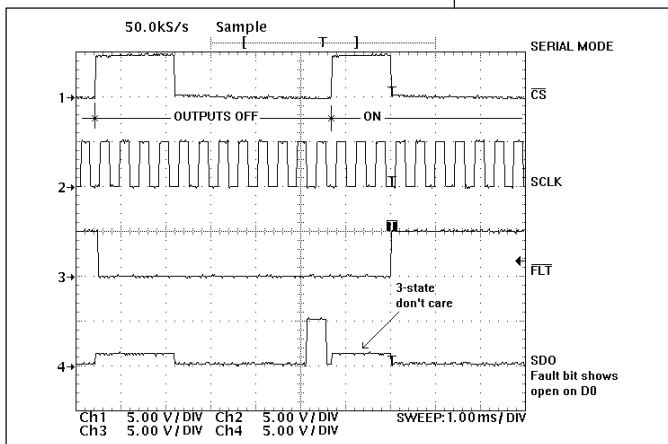 50.0kS/s Sample
[ T ]
SERIAL MODE
1
CS
OUTPUTS OFF ON
T
2
SCLK
T
3
FLT
3-state
don't care
4
SDO
Fault bit shows
open on D0
Ch1 5.00 V/DIV Ch2 5.00 V/DIV SWEEP:1.00ms/DIV
Ch3 5.00 V/DIV Ch4 5.00 V/DIV